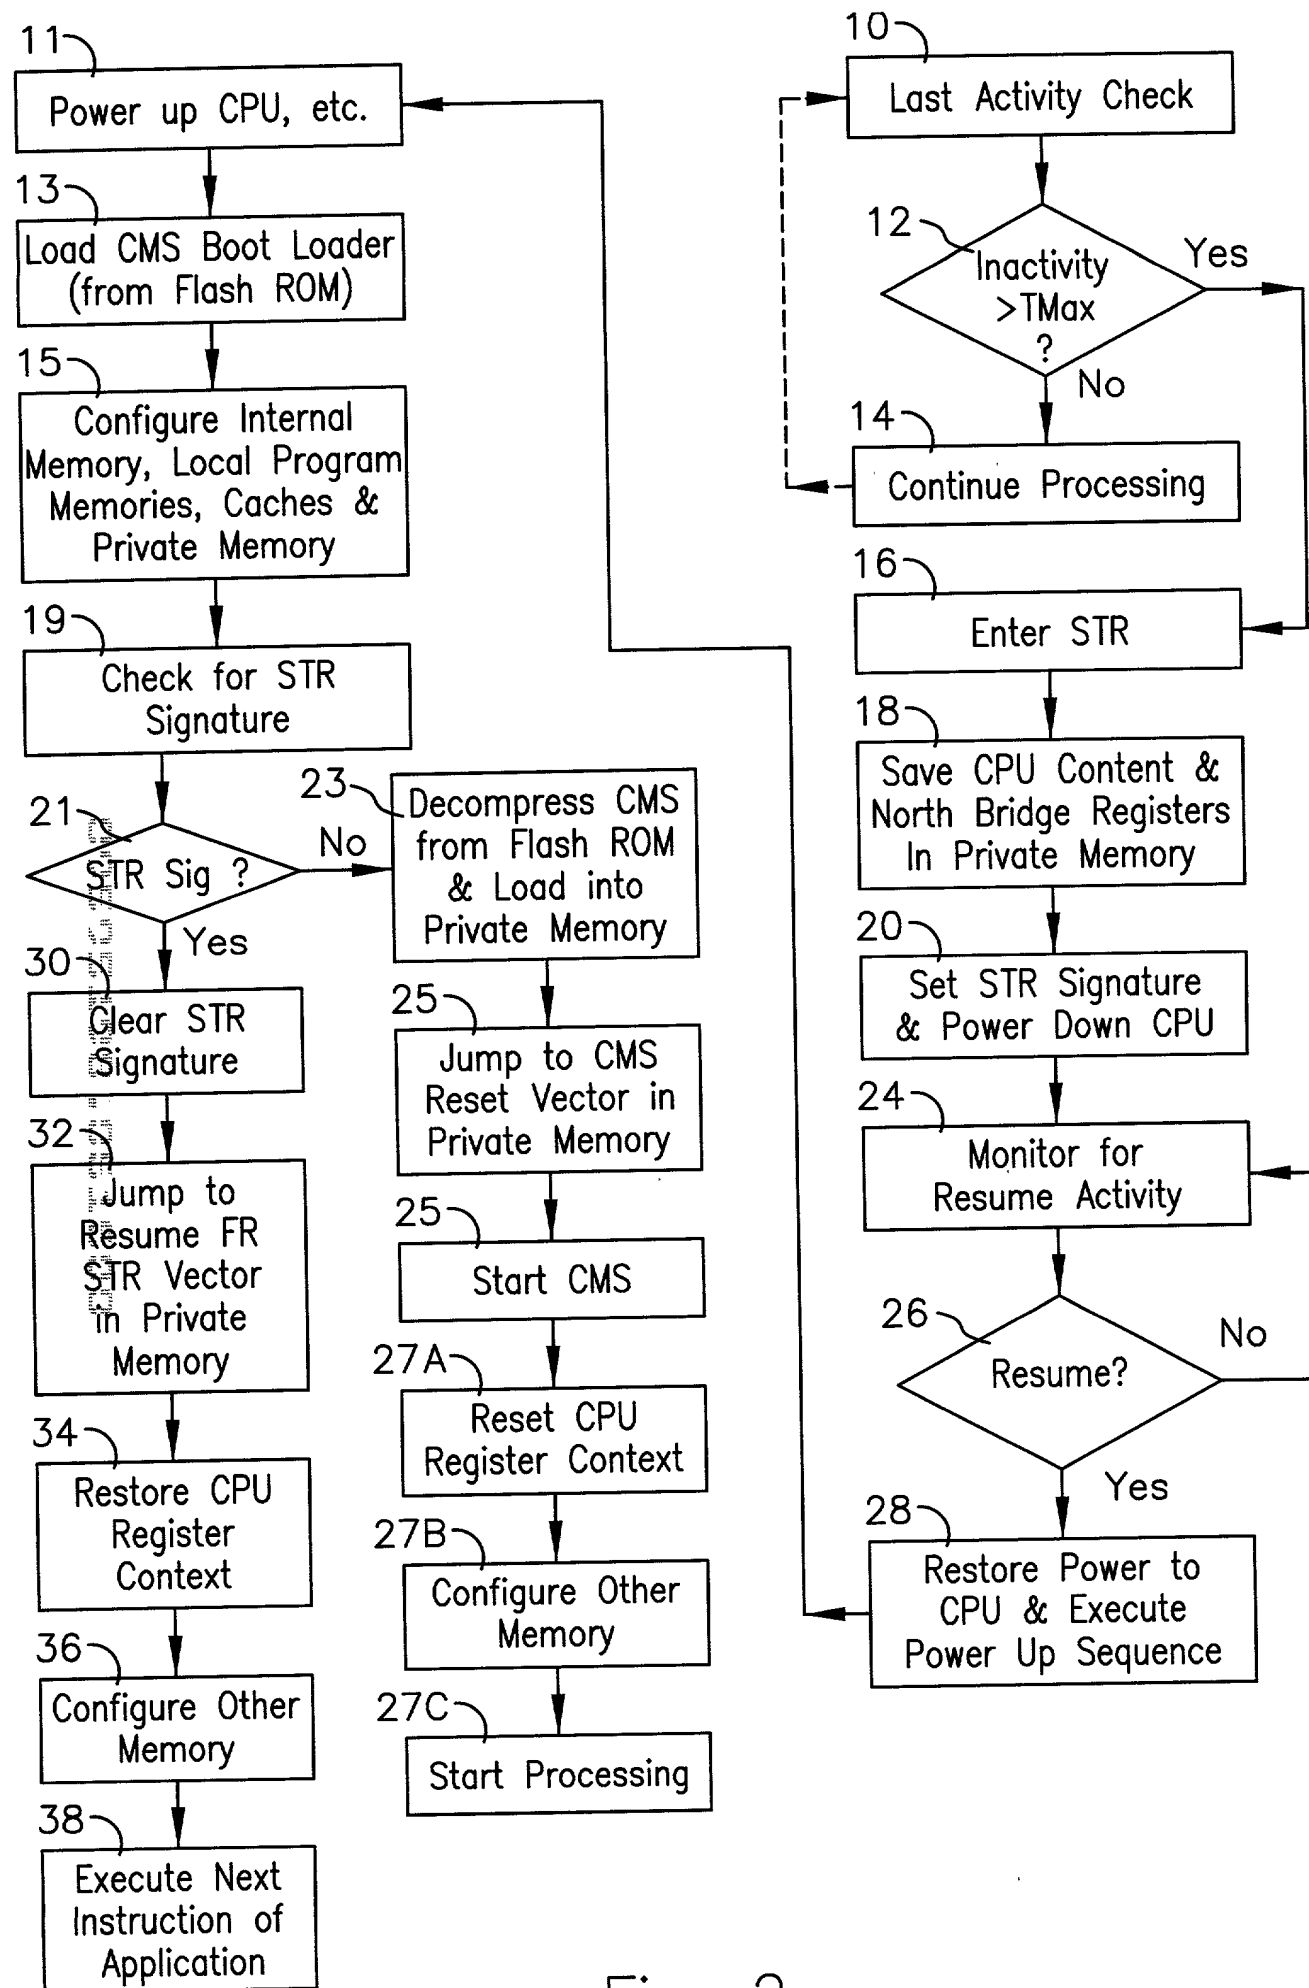 11
Power up CPU, etc.
13
Load CMS Boot Loader
(from Flash ROM)
15
Configure Internal
Memory, Local Program
Memories, Caches &
Private Memory
19
Check for STR
Signature
21
STR Sig ?
No
Yes
30
Clear STR
Signature
32
Jump to
Resume FR
STR Vector
in Private
Memory
34
Restore CPU
Register
Context
36
Configure Other
Memory
38
Execute Next
Instruction of
Application
23
Decompress CMS
from Flash ROM
& Load into
Private Memory
25
Jump to CMS
Reset Vector in
Private Memory
25
Start CMS
27A
Reset CPU
Register Context
27B
Configure Other
Memory
27C
Start Processing
10
Last Activity Check
12
Inactivity
>TMax
?
Yes
No
14
Continue Processing
16
Enter STR
18
Save CPU Content &
North Bridge Registers
In Private Memory
20
Set STR Signature
& Power Down CPU
24
Monitor for
Resume Activity
26
Resume?
No
Yes
28
Restore Power to
CPU & Execute
Power Up Sequence